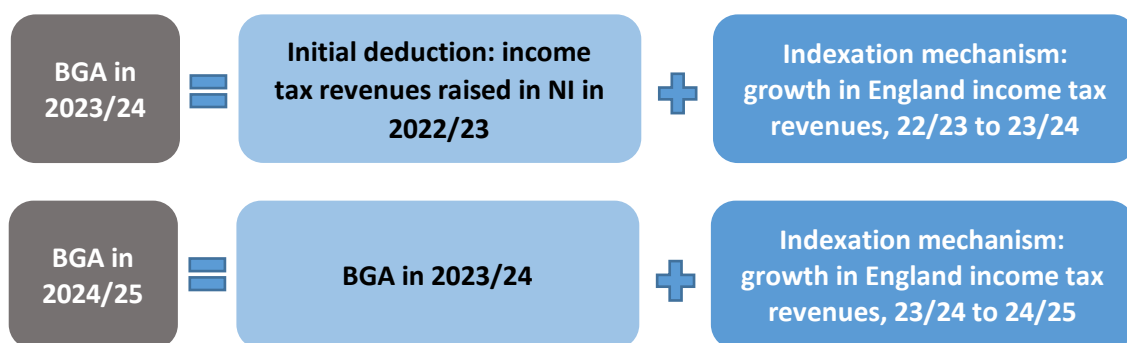 BGA in
2023/24
Initial deduction: income
tax revenues raised in NI in
2022/23
Indexation mechanism:
growth in England income tax
revenues, 22/23 to 23/24
BGA in
2024/25
BGA in 2023/24
Indexation mechanism:
growth in England income tax
revenues, 23/24 to 24/25